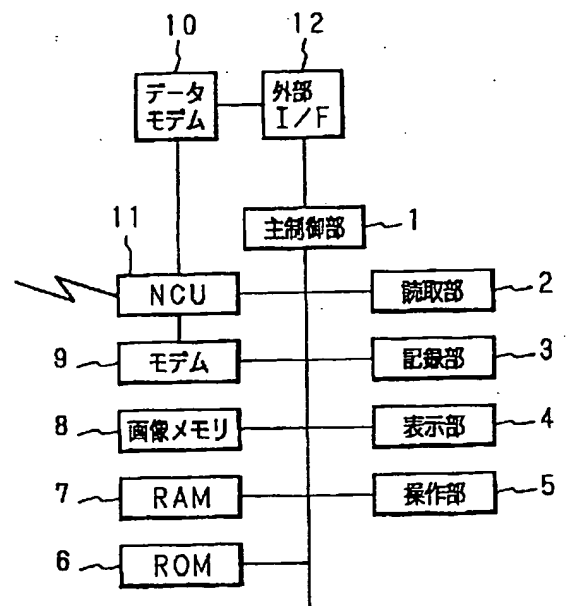 10
12
データ
モデム
外部
I/F
主制御部
1
11
NCU
読取部
2
9
モデム
記録部
3
8
画像メモリ
表示部
4
7
RAM
操作部
5
6
ROM